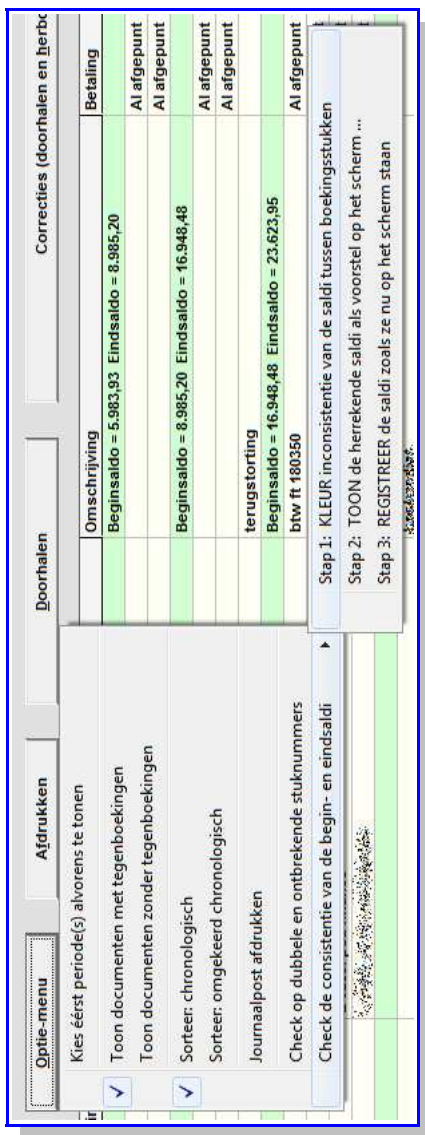 Optie-menu
Afdrukken
Doorhalen
Correcties (doorhalen en herbo
Kies éérst periode(s) alvorens te tonen
Toon documenten met tegenboekingen
Toon documenten zonder tegenboekingen
Sorteer: chronologisch
Sorteer: omgekeerd chronologisch
Journaalpost afdrukken
Check op dubbele en ontbrekende stuknummers
Check de consistentie van de begin- en eindsaldi
Omschrijving
Betaling
Beginsaldo = 5.983,93 Eindsaldo = 8.985,20
Al afgepunt
Al afgepunt
Beginsaldo = 8.985,20 Eindsaldo = 16.948,48
Al afgepunt
Al afgepunt
terugstorting
Beginsaldo = 16.948,48 Eindsaldo = 23.623,95
btw ft 180350
Al afgepunt
Stap 1: KLEUR inconsistentie van de saldi tussen boekingsstukken
Stap 2: TOON de herrekende saldi als voorstel op het scherm ...
Stap 3: REGISTREER de saldi zoals ze nu op het scherm staan